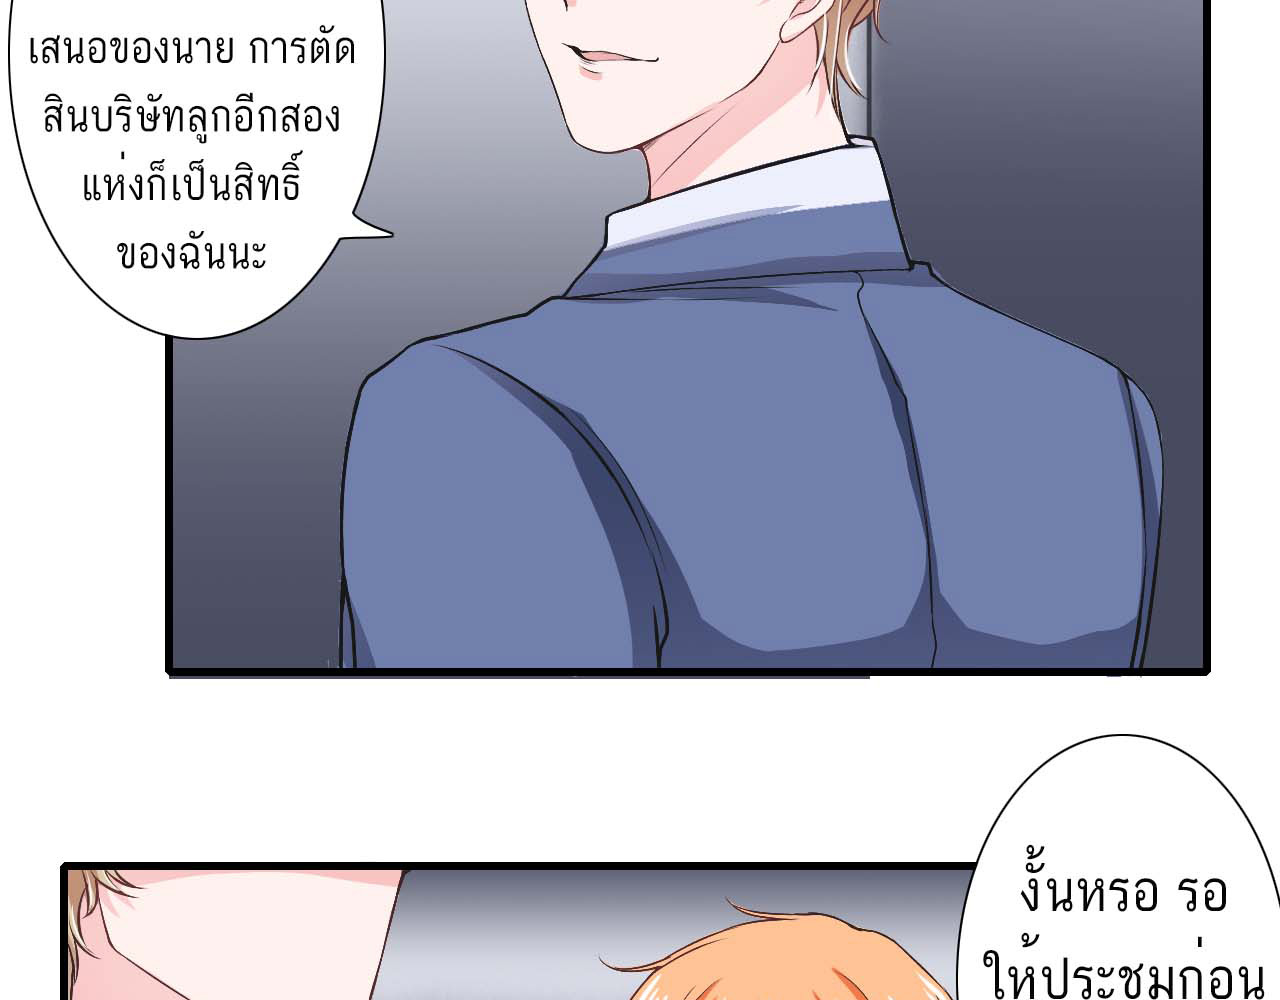 เสนอของนาย การตัด
สินบริษัทลูกอีกสอง
แห่งก็เป็นสิทธิ์
ของฉันนะ
งั้นหรอ รอ
ให้ประชุมก่อน